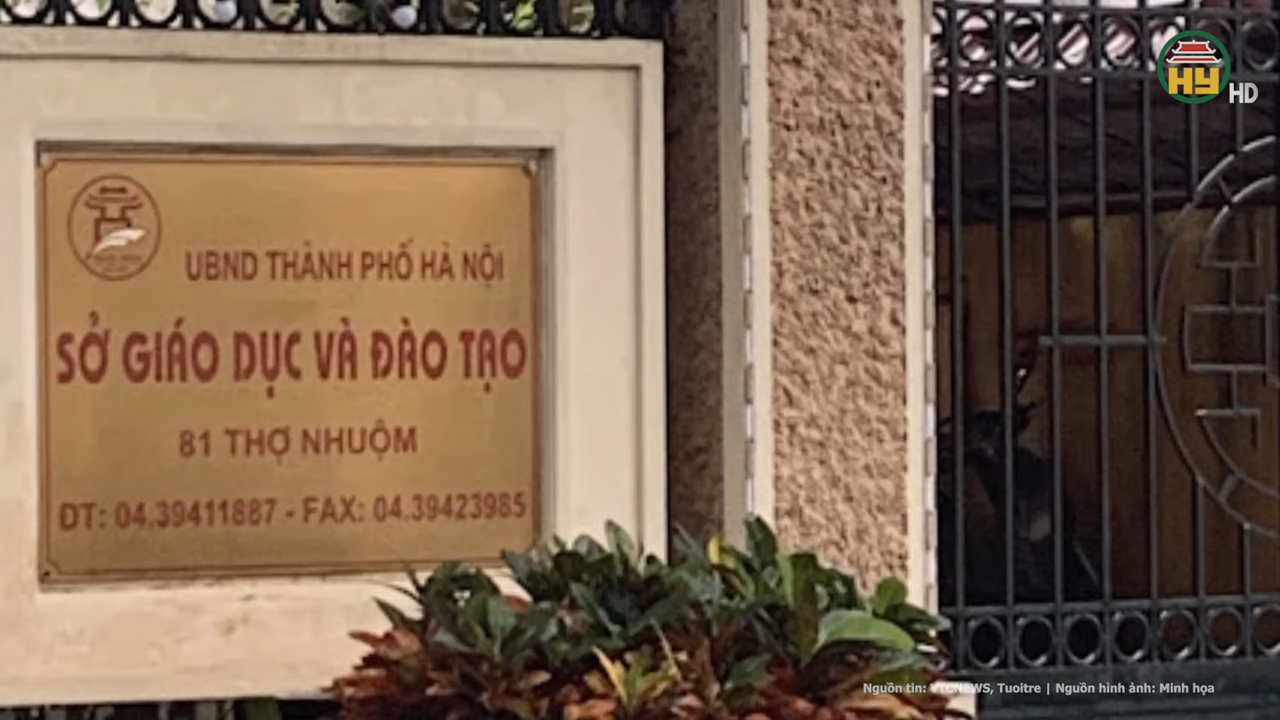 HY HD
UBND THÀNH PHỐ HÀ NỘI
SỞ GIÁO DỤC VÀ ĐÀO TẠO
81 THỢ NHUỘM
ĐT: 04.39411887 - FAX: 04.39423985
Nguồn tin: VTCNEWS, Tuoitre | Nguồn hình ảnh: Minh họa